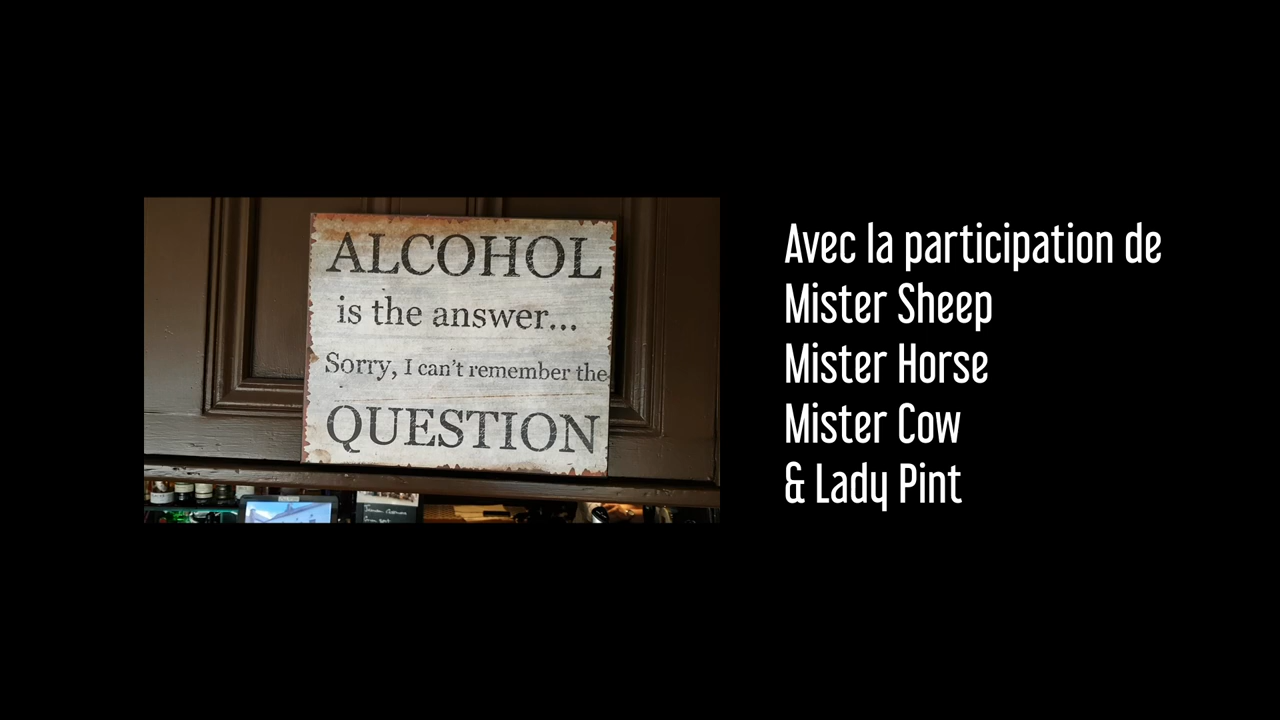 ALCOHOL
is the answer...
Sorry, I can't remember the
QUESTION
Avec la participation de
Mister Sheep
Mister Horse
Mister Cow
& Lady Pint